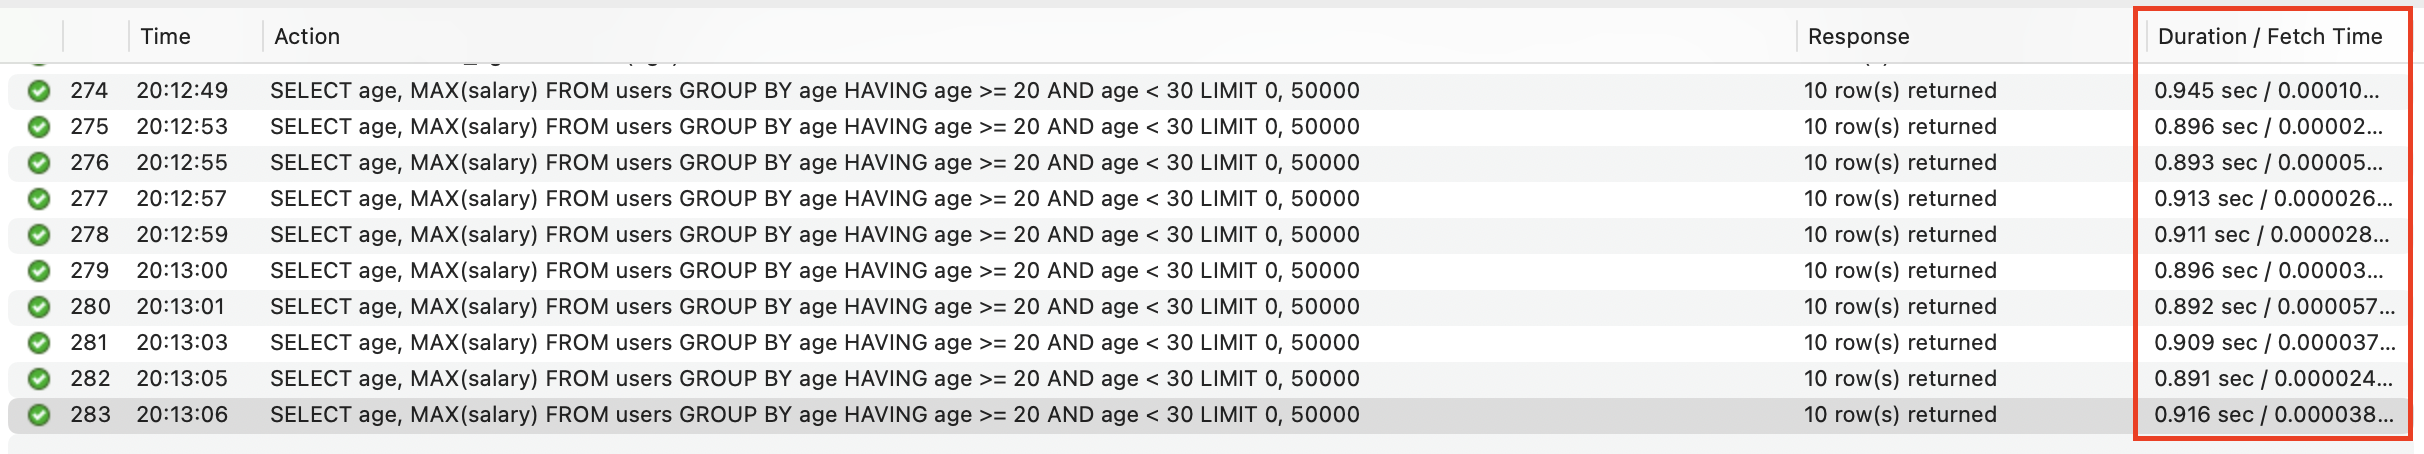 Time Action Response Duration / Fetch Time
274 20:12:49 SELECT age, MAX(salary) FROM users GROUP BY age HAVING age >= 20 AND age < 30 LIMIT 0, 50000 10 row(s) returned 0.945 sec / 0.00010...
275 20:12:53 SELECT age, MAX(salary) FROM users GROUP BY age HAVING age >= 20 AND age < 30 LIMIT 0, 50000 10 row(s) returned 0.896 sec / 0.00002...
276 20:12:55 SELECT age, MAX(salary) FROM users GROUP BY age HAVING age >= 20 AND age < 30 LIMIT 0, 50000 10 row(s) returned 0.893 sec / 0.00005...
277 20:12:57 SELECT age, MAX(salary) FROM users GROUP BY age HAVING age >= 20 AND age < 30 LIMIT 0, 50000 10 row(s) returned 0.913 sec / 0.000026...
278 20:12:59 SELECT age, MAX(salary) FROM users GROUP BY age HAVING age >= 20 AND age < 30 LIMIT 0, 50000 10 row(s) returned 0.911 sec / 0.000028...
279 20:13:00 SELECT age, MAX(salary) FROM users GROUP BY age HAVING age >= 20 AND age < 30 LIMIT 0, 50000 10 row(s) returned 0.896 sec / 0.00003...
280 20:13:01 SELECT age, MAX(salary) FROM users GROUP BY age HAVING age >= 20 AND age < 30 LIMIT 0, 50000 10 row(s) returned 0.892 sec / 0.000057...
281 20:13:03 SELECT age, MAX(salary) FROM users GROUP BY age HAVING age >= 20 AND age < 30 LIMIT 0, 50000 10 row(s) returned 0.909 sec / 0.000037...
282 20:13:05 SELECT age, MAX(salary) FROM users GROUP BY age HAVING age >= 20 AND age < 30 LIMIT 0, 50000 10 row(s) returned 0.891 sec / 0.000024...
283 20:13:06 SELECT age, MAX(salary) FROM users GROUP BY age HAVING age >= 20 AND age < 30 LIMIT 0, 50000 10 row(s) returned 0.916 sec / 0.000038...